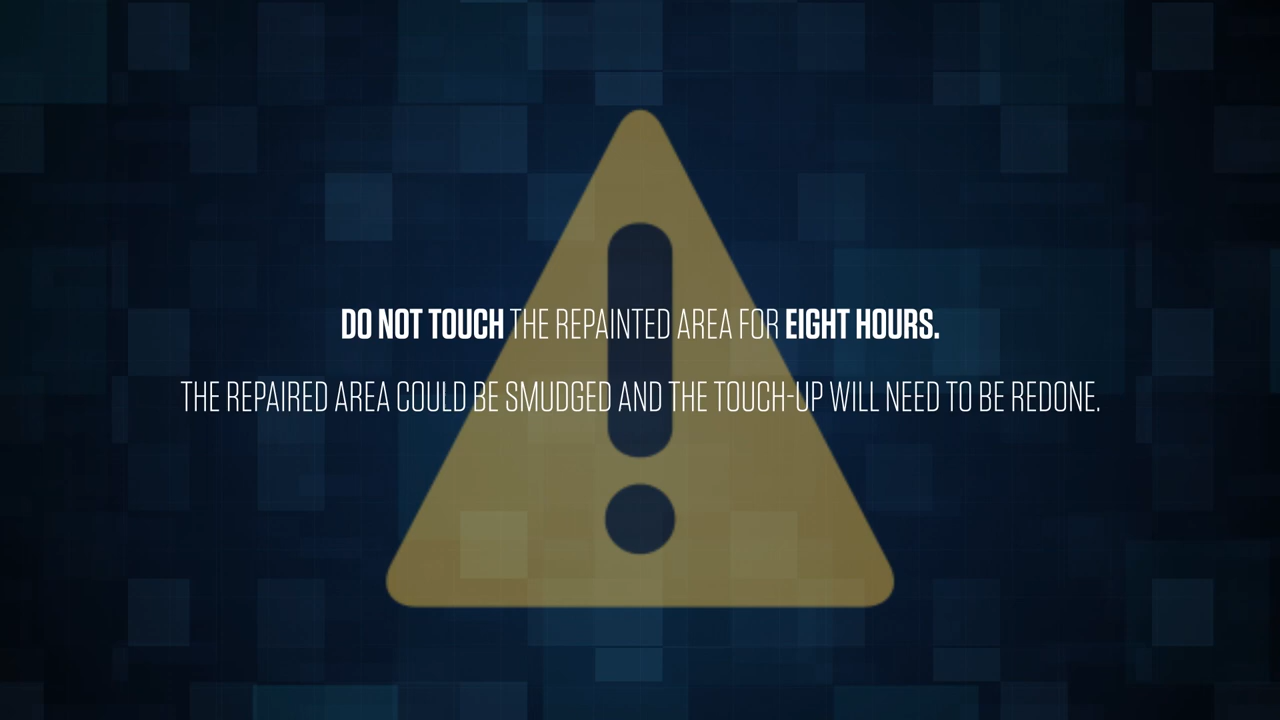 DO NOT TOUCH THE REPAINTED AREA FOR EIGHT HOURS.
THE REPAIRED AREA COULD BE SMUDGED AND THE TOUCH-UP WILL NEED TO BE REDONE.